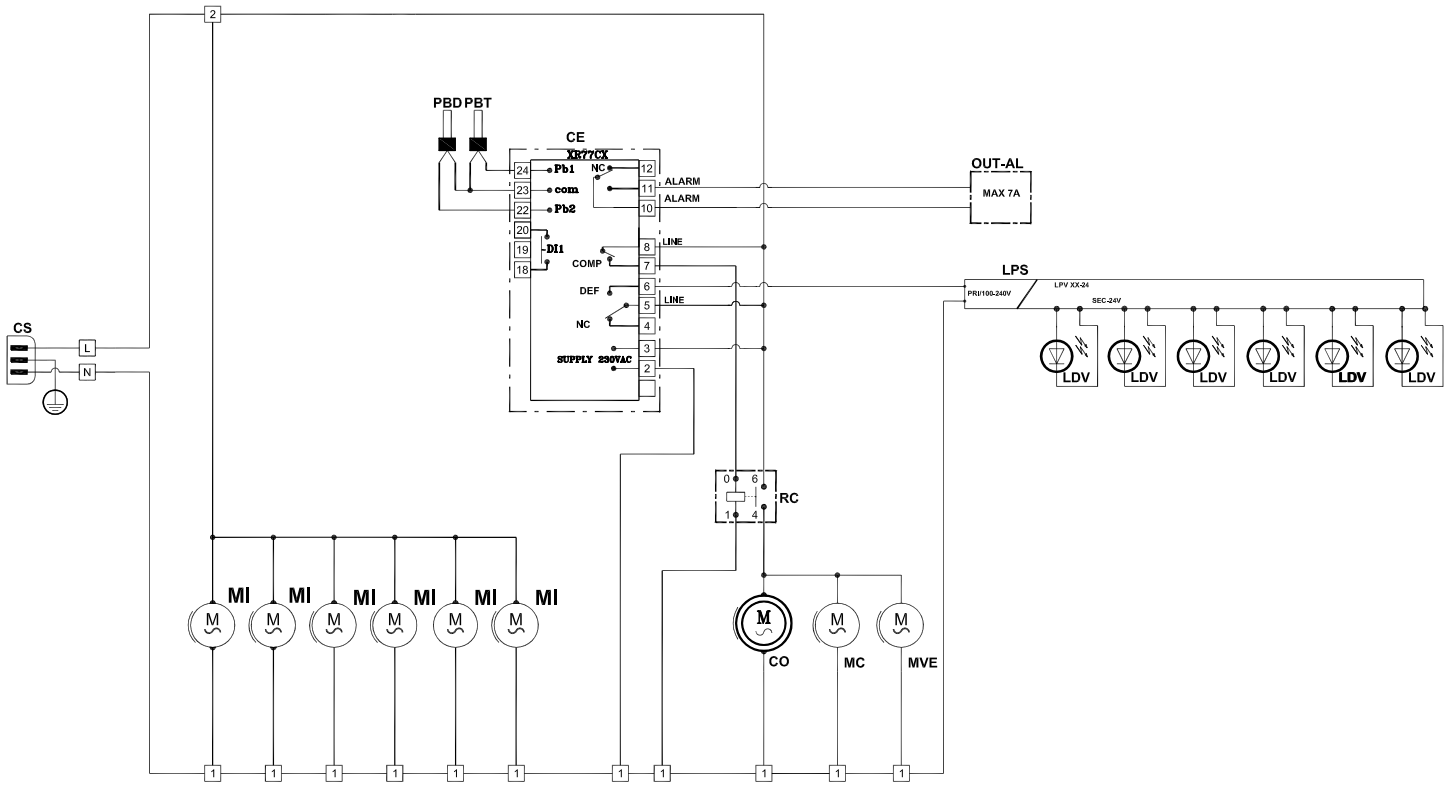 2
PBD PBT
CE
XR77CX
24 Pb1 NC 12
23 com 11 ALARM
22 Pb2 10 ALARM
20
19 DI1 8 LINE
18 COMP 7
DEF 6
5 LINE
NC 4
3
SUPPLY 230VAC
2
OUT-AL
MAX 7A
LPS
LPV XX-24
PRI/100-240V
SEC-24V
LDV LDV LDV LDV LDV LDV
CS
L
N
0 6
RC
1 4
MI MI MI MI MI MI
M M M M M M
M M M
CO MC MVE
1 1 1 1 1 1 1 1 1 1 1